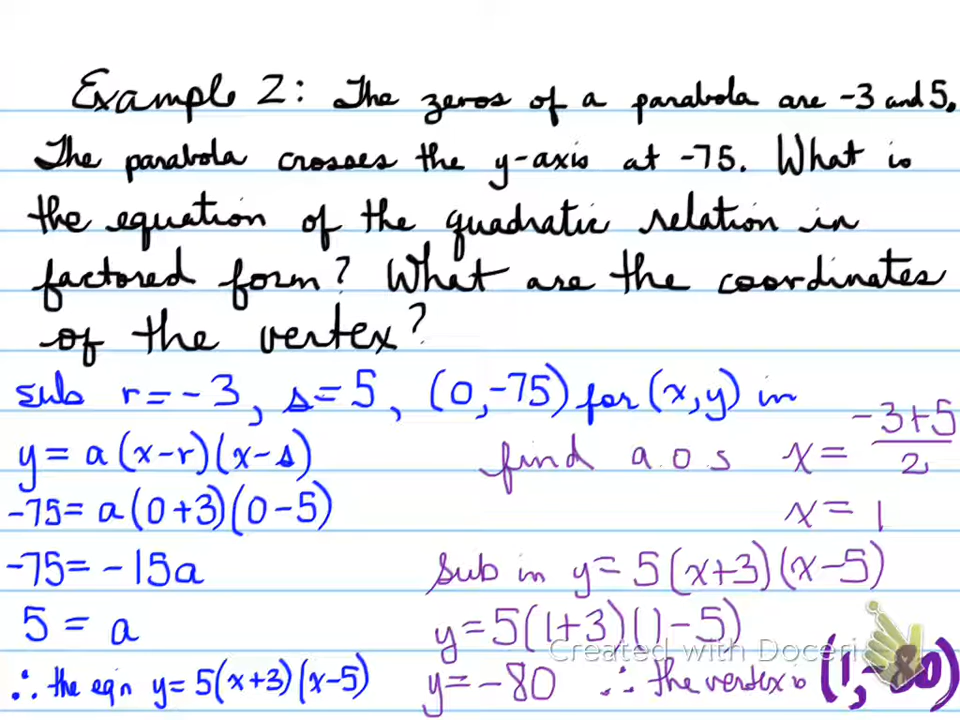 Example 2: The zeros of a parabola are -3 and 5.
The parabola crosses the y-axis at -75. What is
the equation of the quadratic relation in
factored form? What are the coordinates
of the vertex?
sub r = -3, s = 5, (0, -75) for (x, y) in
y = a(x-r)(x-s)
-75 = a(0+3)(0-5)
-75 = -15a
5 = a
∴ the eq'n y = 5(x+3)(x-5)
find a.o.s x = (-3+5)/2
x = 1
sub in y = 5(x+3)(x-5)
y = 5(1+3)(1-5)
y = -80 ∴ the vertex is (1, -80)
Created with Doceri